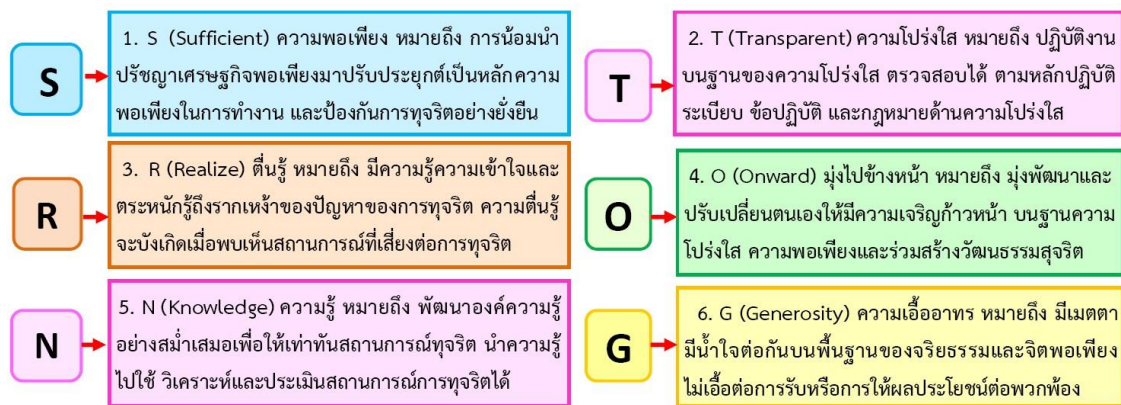 S
1. S (Sufficient) ความพอเพียง หมายถึง การน้อมนำ
ปรัชญาเศรษฐกิจพอเพียงมาปรับประยุกต์เป็นหลักความ
พอเพียงในการทำงาน และป้องกันการทุจริตอย่างยั่งยืน
T
2. T (Transparent) ความโปร่งใส หมายถึง ปฏิบัติงาน
บนฐานของความโปร่งใส ตรวจสอบได้ ตามหลักปฏิบัติ
ระเบียบ ข้อปฏิบัติ และกฎหมายด้านความโปร่งใส
R
3. R (Realize) ตื่นรู้ หมายถึง มีความรู้ความเข้าใจและ
ตระหนักรู้ถึงรากเหง้าของปัญหาของการทุจริต ความตื่นรู้
จะบังเกิดเมื่อพบเห็นสถานการณ์ที่เสี่ยงต่อการทุจริต
O
4. O (Onward) มุ่งไปข้างหน้า หมายถึง มุ่งพัฒนาและ
ปรับเปลี่ยนตนเองให้มีความเจริญก้าวหน้า บนฐานความ
โปร่งใส ความพอเพียงและร่วมสร้างวัฒนธรรมสุจริต
N
5. N (Knowledge) ความรู้ หมายถึง พัฒนาองค์ความรู้
อย่างสม่ำเสมอเพื่อให้เท่าทันสถานการณ์ทุจริต นำความรู้
ไปใช้ วิเคราะห์และประเมินสถานการณ์การทุจริตได้
G
6. G (Generosity) ความเอื้ออาทร หมายถึง มีเมตตา
มีน้ำใจต่อกันบนพื้นฐานของจริยธรรมและจิตพอเพียง
ไม่เอื้อต่อการรับหรือการให้ผลประโยชน์ต่อพวกพ้อง